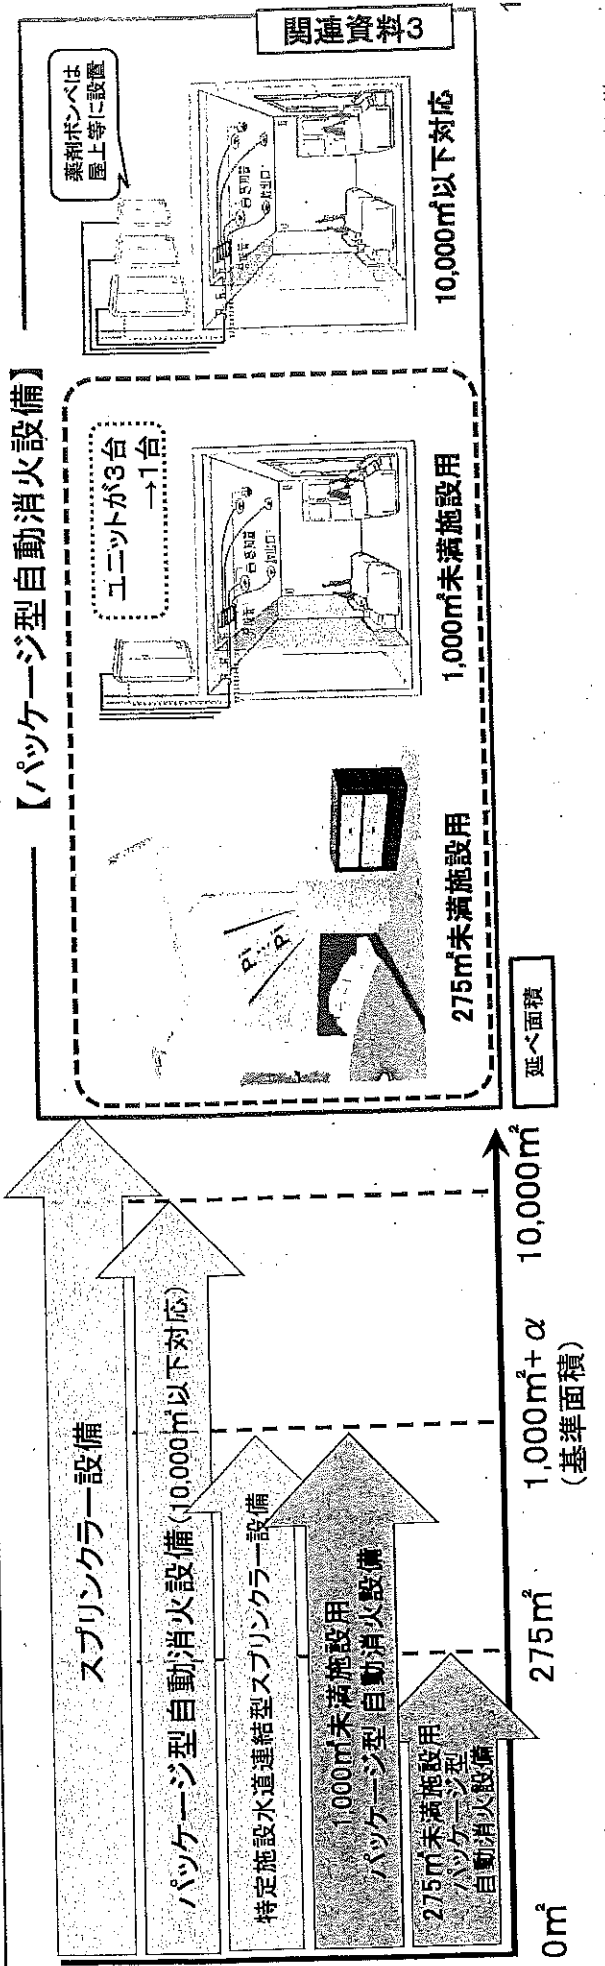 関連資料3
【パッケージ型自動消火設備】
スプリンクラー設備
パッケージ型自動消火設備(10,000㎡以下対応)
特定施設水道連結型スプリンクラー設備
1,000㎡未満施設用
パッケージ型自動消火設備
275㎡未満施設用
パッケージ型
自動消火設備
0㎡
275㎡
1,000㎡+α
(基準面積)
10,000㎡
延べ面積
ピ…
ピ…
275㎡未満施設用
ユニットが3台
→1台
放出口
1,000㎡未満施設用
薬剤ボンベは
屋上等に設置
放出口
10,000㎡以下対応
1